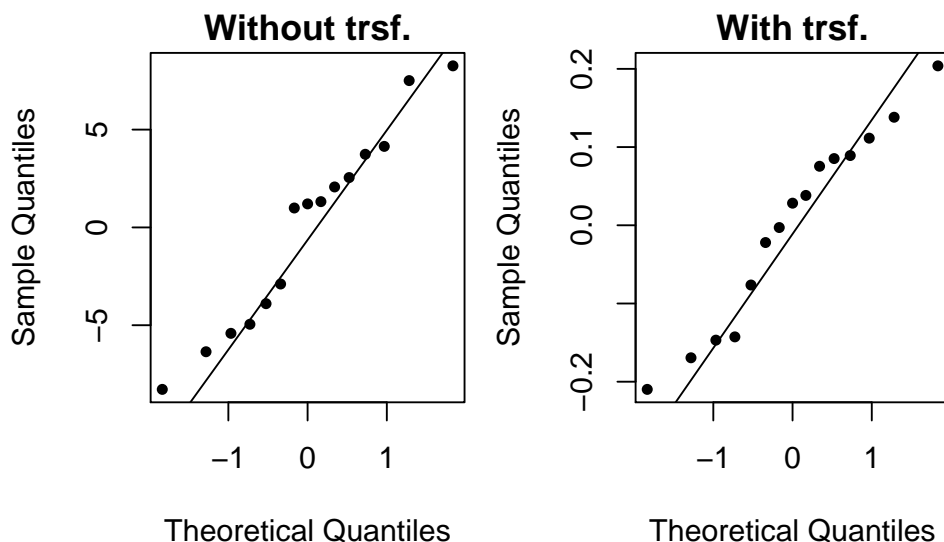 Without trsf.
Sample Quantiles
5
0
−5
−1 0 1
Theoretical Quantiles
With trsf.
Sample Quantiles
0.2
0.1
0.0
−0.2
−1 0 1
Theoretical Quantiles